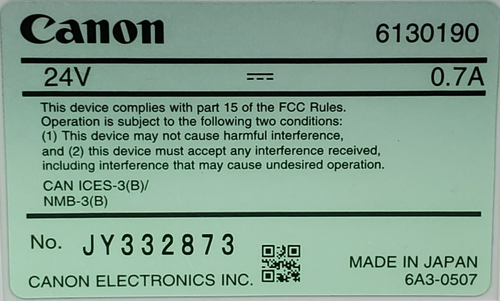 Canon 6130190
24V ⎓ 0.7A
This device complies with part 15 of the FCC Rules.
Operation is subject to the following two conditions:
(1) This device may not cause harmful interference,
and (2) this device must accept any interference received,
including interference that may cause undesired operation.
CAN ICES-3(B)/
NMB-3(B)
No. JY332873
MADE IN JAPAN
CANON ELECTRONICS INC. 6A3-0507